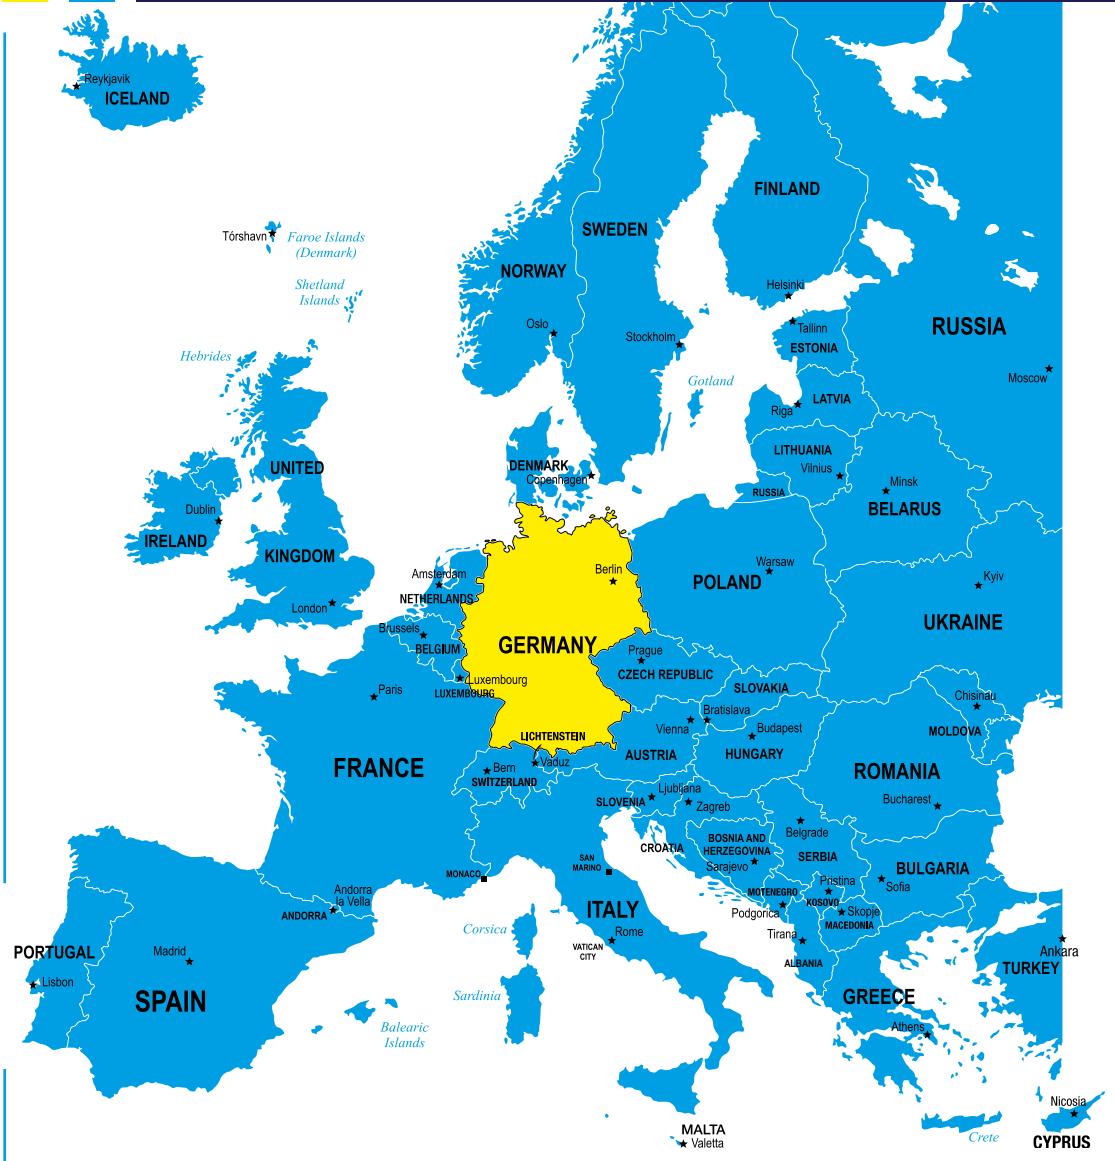 Reykjavik
ICELAND
FINLAND
SWEDEN
Tórshavn
Faroe Islands
(Denmark)
NORWAY
Shetland
Islands
Helsinki
Oslo
Tallinn
RUSSIA
Stockholm
ESTONIA
Hebrides
Moscow
Gotland
LATVIA
Riga
LITHUANIA
UNITED
DENMARK
Vilnius
Copenhagen
Minsk
RUSSIA
Dublin
BELARUS
IRELAND
KINGDOM
Warsaw
Amsterdam
Berlin
POLAND
Kyiv
NETHERLANDS
London
UKRAINE
Brussels
GERMANY
BELGIUM
Prague
CZECH REPUBLIC
Luxembourg
LUXEMBOURG
SLOVAKIA
Paris
Chisinau
Bratislava
Vienna
Budapest
MOLDOVA
LICHTENSTEIN
AUSTRIA
HUNGARY
FRANCE
Bern
Vaduz
ROMANIA
SWITZERLAND
Ljubljana
SLOVENIA
Zagreb
Bucharest
Belgrade
BOSNIA AND
HERZEGOVINA
CROATIA
SERBIA
SAN
MARINO
Sarajevo
BULGARIA
MONACO
Pristina
Sofia
Andorra
la Vella
MOTENEGRO
KOSOVO
ANDORRA
ITALY
Podgorica
Skopje
MACEDONIA
Corsica
Rome
Tirana
PORTUGAL
Madrid
VATICAN
CITY
Ankara
ALBANIA
TURKEY
Lisbon
SPAIN
Sardinia
GREECE
Balearic
Islands
Athens
Nicosia
MALTA
Valetta
Crete
CYPRUS